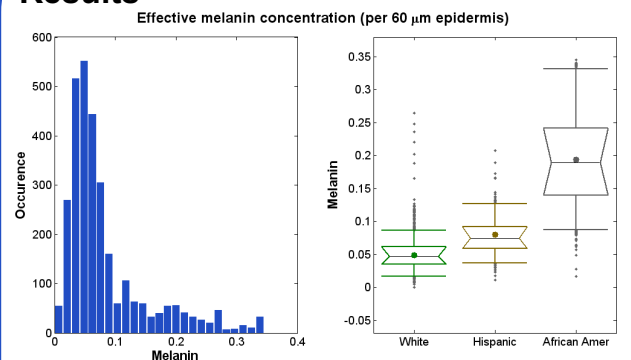 Results
Effective melanin concentration (per 60 μm epidermis)
600
500
400
300
200
100
0
Occurence
0 0.1 0.2 0.3 0.4
Melanin
0.35
0.3
0.25
0.2
0.15
0.1
0.05
0
-0.05
Melanin
White Hispanic African Amer